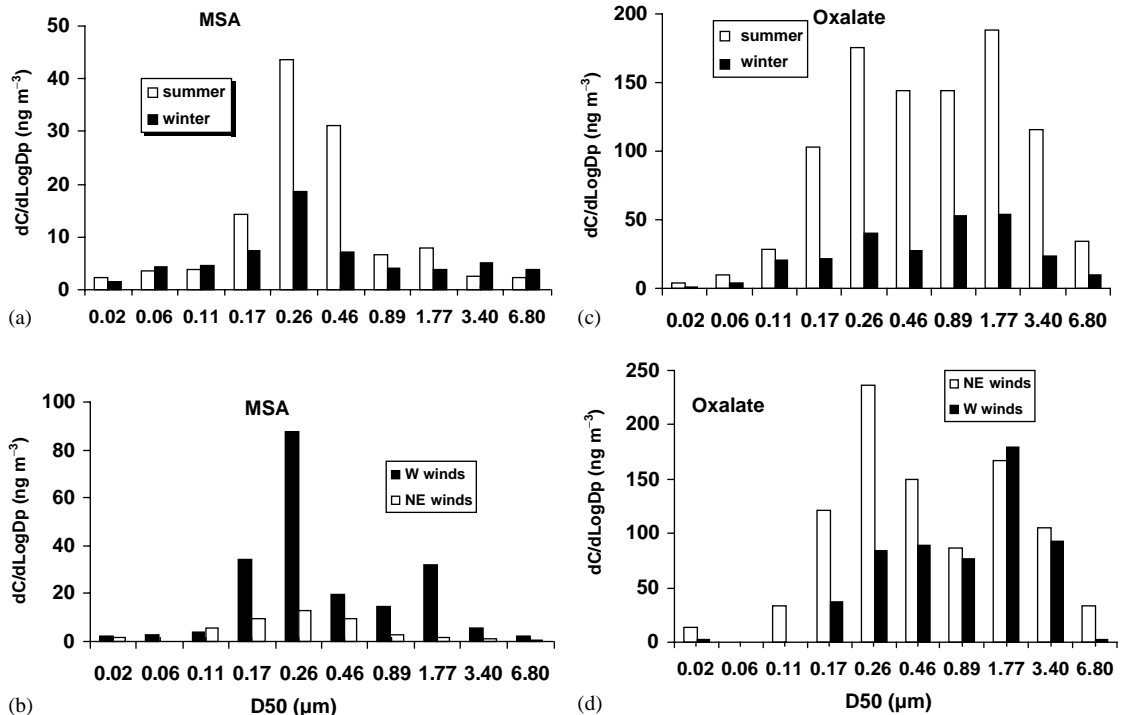 MSA
dC/dLogDp (ng m⁻³)
50
40
30
20
10
0
summer
winter
0.02 0.06 0.11 0.17 0.26 0.46 0.89 1.77 3.40 6.80
(a)
Oxalate
dC/dLogDp (ng m⁻³)
200
150
100
50
0
summer
winter
0.02 0.06 0.11 0.17 0.26 0.46 0.89 1.77 3.40 6.80
(c)
MSA
dC/dLogDp (ng m⁻³)
100
80
60
40
20
0
W winds
NE winds
0.02 0.06 0.11 0.17 0.26 0.46 0.89 1.77 3.40 6.80
D50 (µm)
(b)
Oxalate
dC/dLogDp (ng m⁻³)
250
200
150
100
50
0
NE winds
W winds
0.02 0.06 0.11 0.17 0.26 0.46 0.89 1.77 3.40 6.80
D50 (µm)
(d)